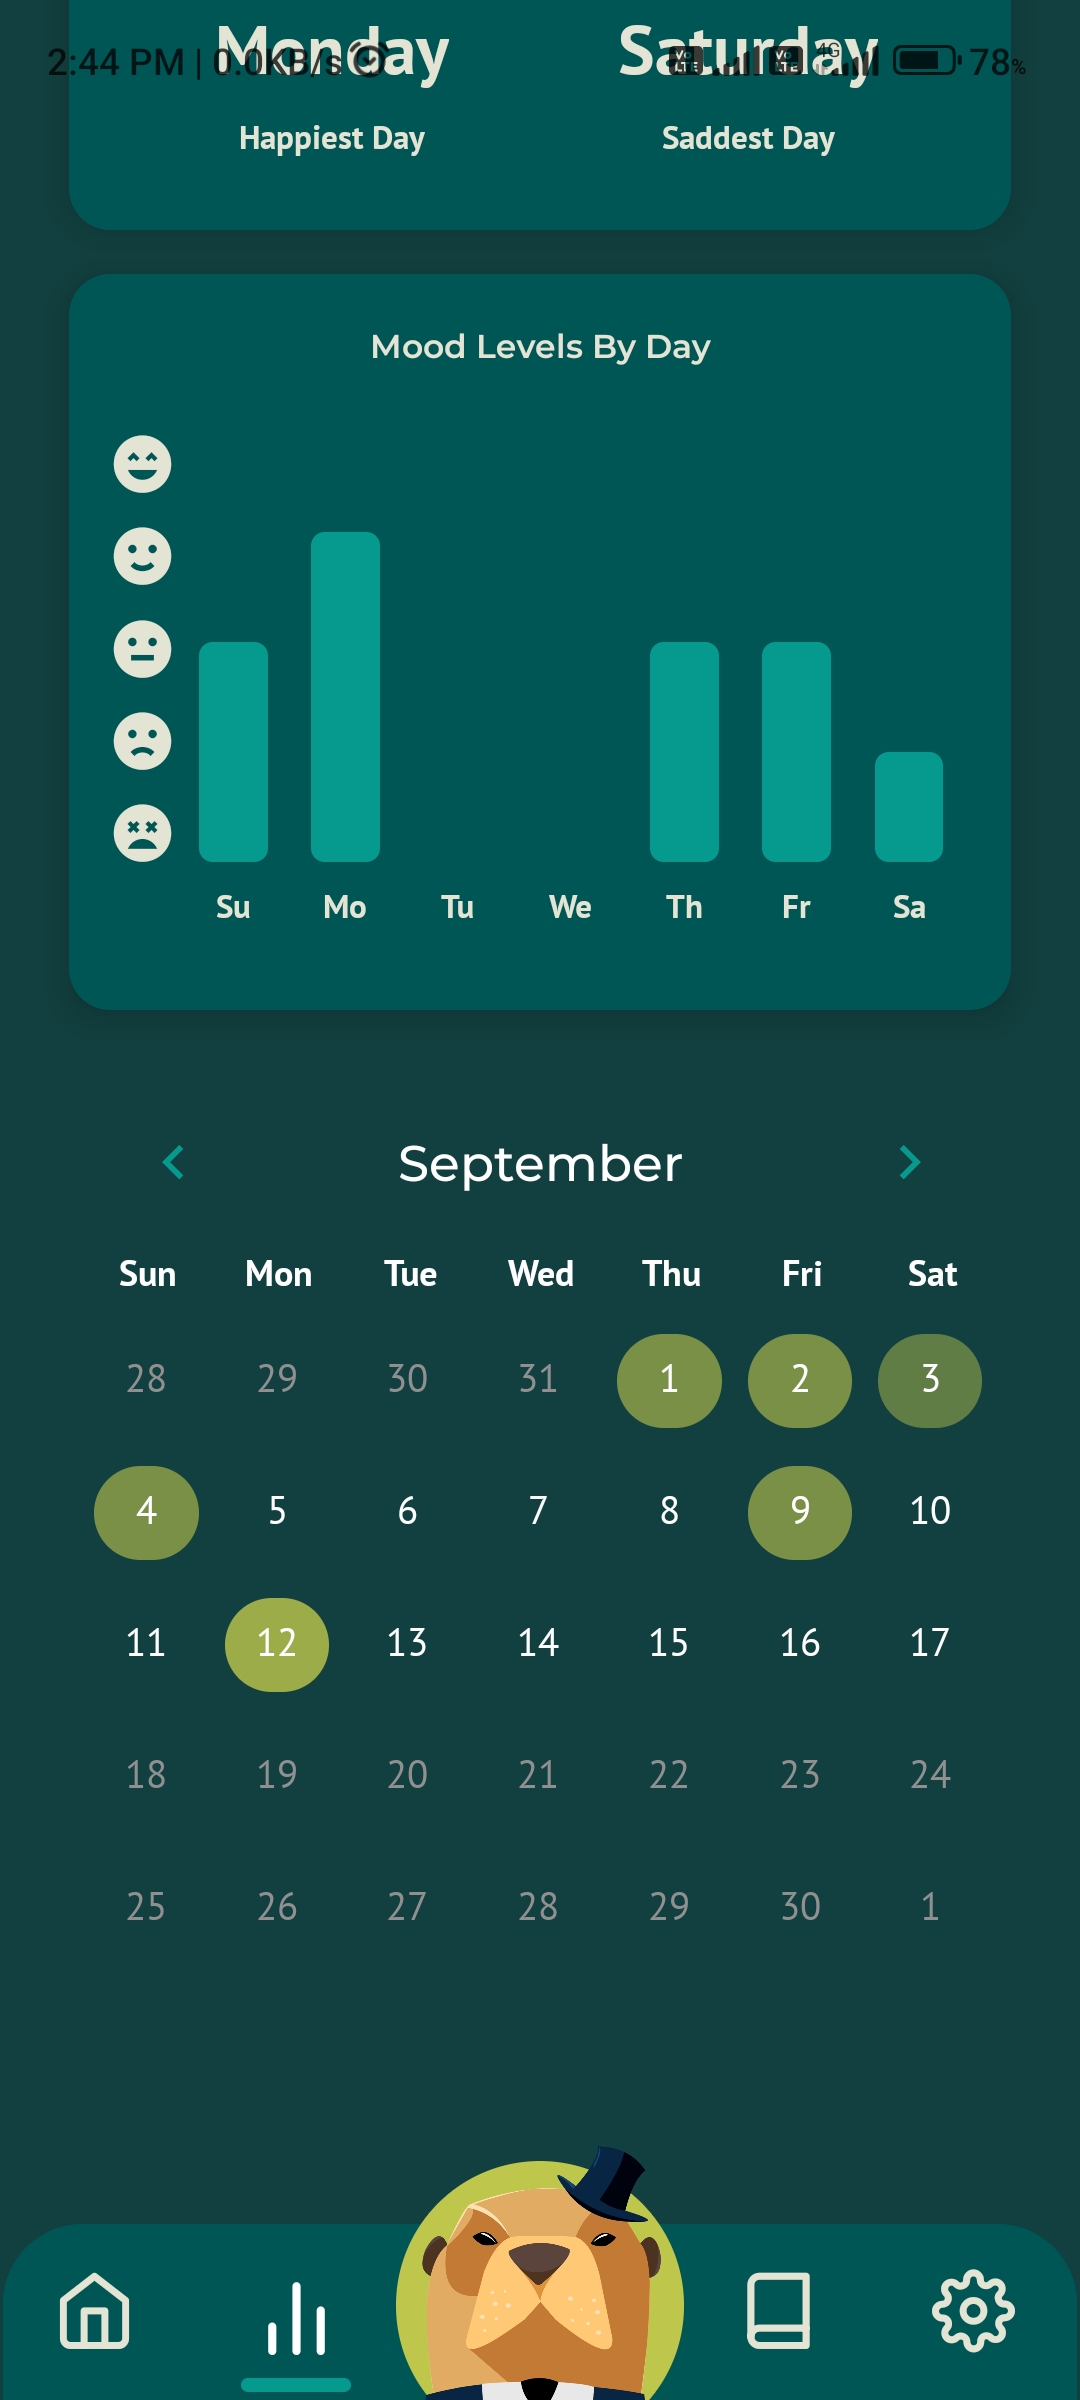 Monday Saturday
2:44 PM | 0.0KB/s 4G 78%
Happiest Day Saddest Day
Mood Levels By Day
Su Mo Tu We Th Fr Sa
September
Sun Mon Tue Wed Thu Fri Sat
28 29 30 31 1 2 3
4 5 6 7 8 9 10
11 12 13 14 15 16 17
18 19 20 21 22 23 24
25 26 27 28 29 30 1